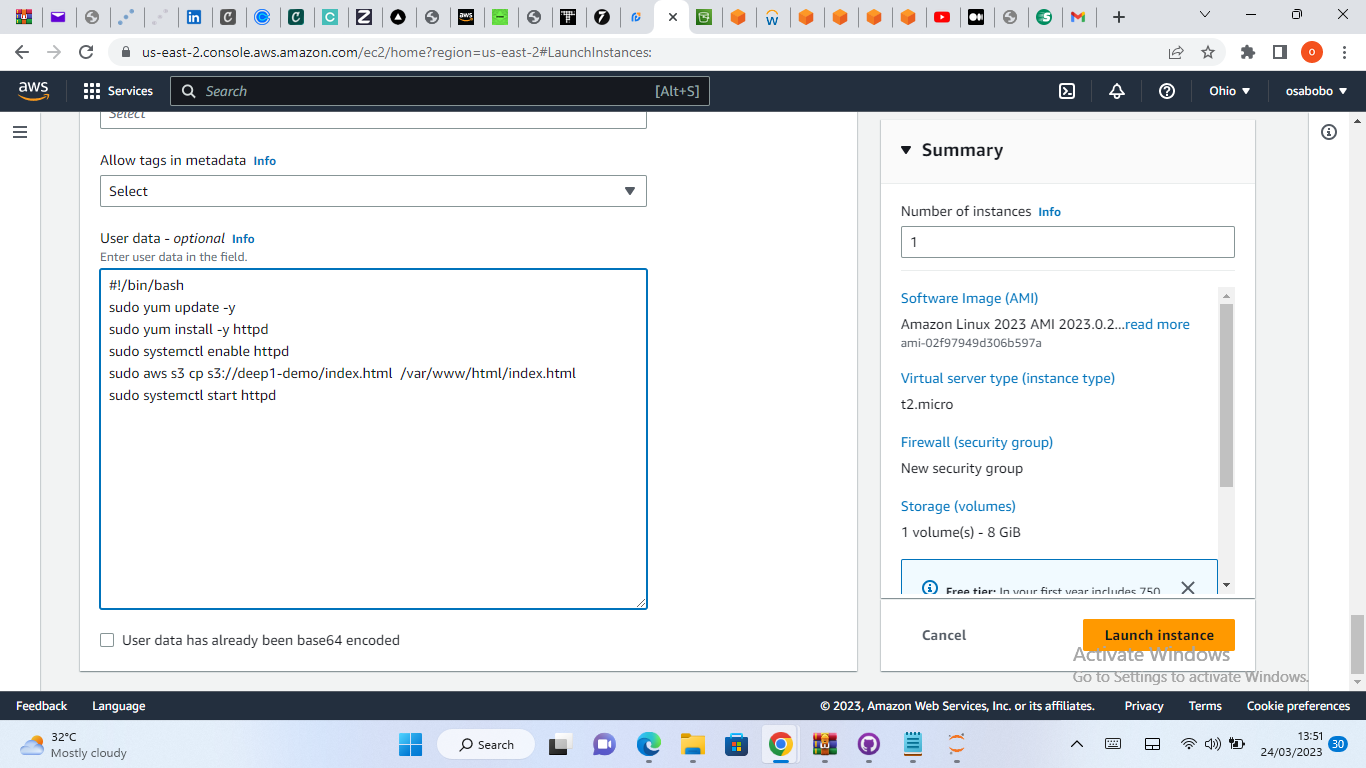 us-east-2.console.aws.amazon.com/ec2/home?region=us-east-2#LaunchInstances:
aws
Services
Search
[Alt+S]
Ohio
osabobo
Select
Allow tags in metadata Info
Select
User data - optional Info
Enter user data in the field.
#!/bin/bash
sudo yum update -y
sudo yum install -y httpd
sudo systemctl enable httpd
sudo aws s3 cp s3://deep1-demo/index.html  /var/www/html/index.html
sudo systemctl start httpd
User data has already been base64 encoded
Summary
Number of instances Info
1
Software Image (AMI)
Amazon Linux 2023 AMI 2023.0.2...read more
ami-02f97949d306b597a
Virtual server type (instance type)
t2.micro
Firewall (security group)
New security group
Storage (volumes)
1 volume(s) - 8 GiB
Free tier: In your first year includes 750
Cancel
Launch instance
Activate Windows
Go to Settings to activate Windows.
Feedback
Language
© 2023, Amazon Web Services, Inc. or its affiliates.
Privacy
Terms
Cookie preferences
32°C
Mostly cloudy
Search
13:51
24/03/2023
30